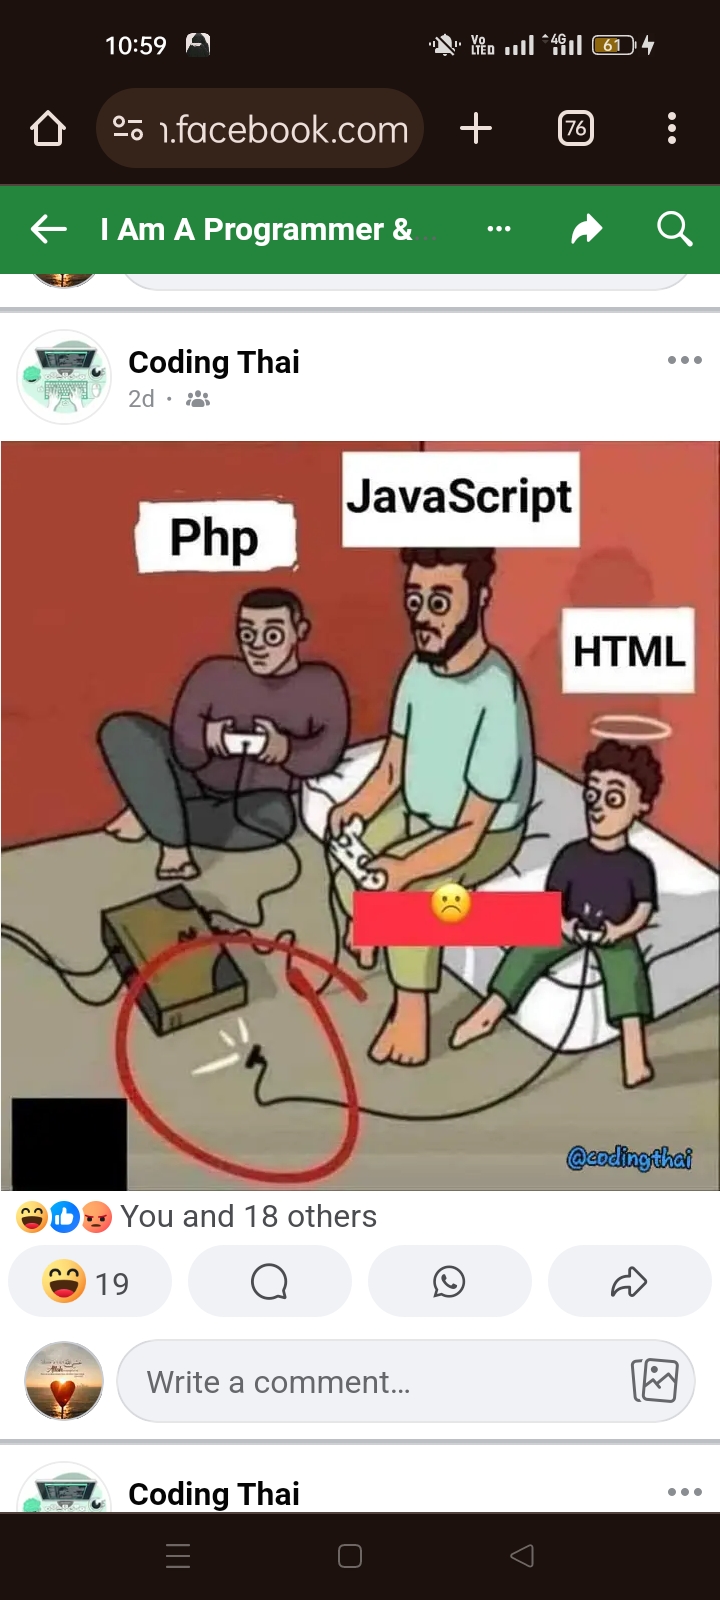 10:59
Vo
LTED
4G
61
n.facebook.com
76
I Am A Programmer &...
Coding Thai
2d ·
Php
JavaScript
HTML
@codingthai
You and 18 others
19
Write a comment...
Coding Thai